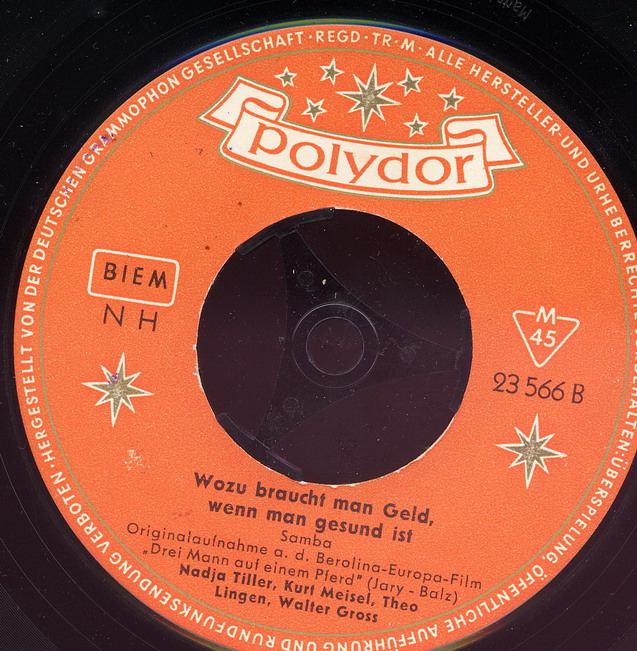 HERGESTELLT VON DER DEUTSCHEN GRAMMOPHON GESELLSCHAFT · REGD · TR · M · ALLE HERSTELLER- UND URHEBERRECHTE
ÜBERSPIELUNG, ÖFFENTLICHE AUFFÜHRUNG UND RUNDFUNKSENDUNG VERBOTEN ·
polydor
BIEM
N H
M
45
23 566 B
Wozu braucht man Geld,
wenn man gesund ist
Samba
Originalaufnahme a. d. Berolina-Europa-Film
„Drei Mann auf einem Pferd" (Jary - Balz)
Nadja Tiller, Kurt Meisel, Theo
Lingen, Walter Gross